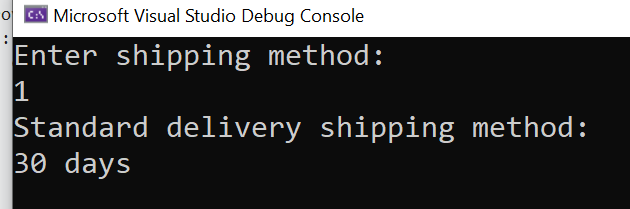 Microsoft Visual Studio Debug Console
Enter shipping method:
1
Standard delivery shipping method:
30 days